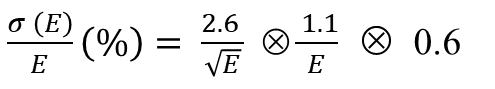 σ (E)/E (%) = 2.6/√E ⊗ 1.1/E ⊗ 0.6